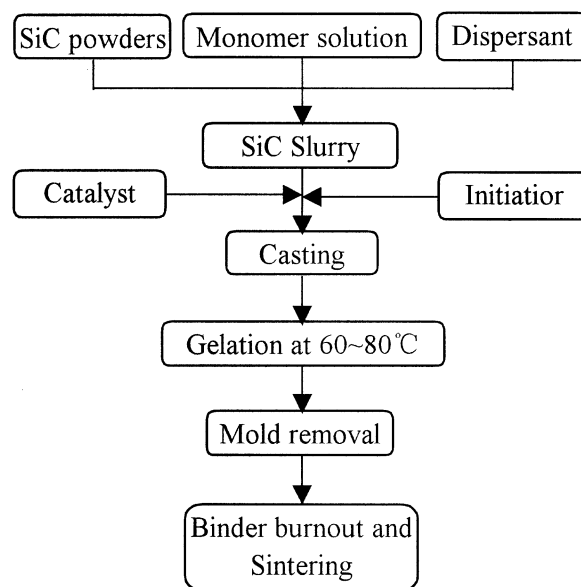 SiC powders
Monomer solution
Dispersant
SiC Slurry
Catalyst
Initiatior
Casting
Gelation at 60~80℃
Mold removal
Binder burnout and
Sintering